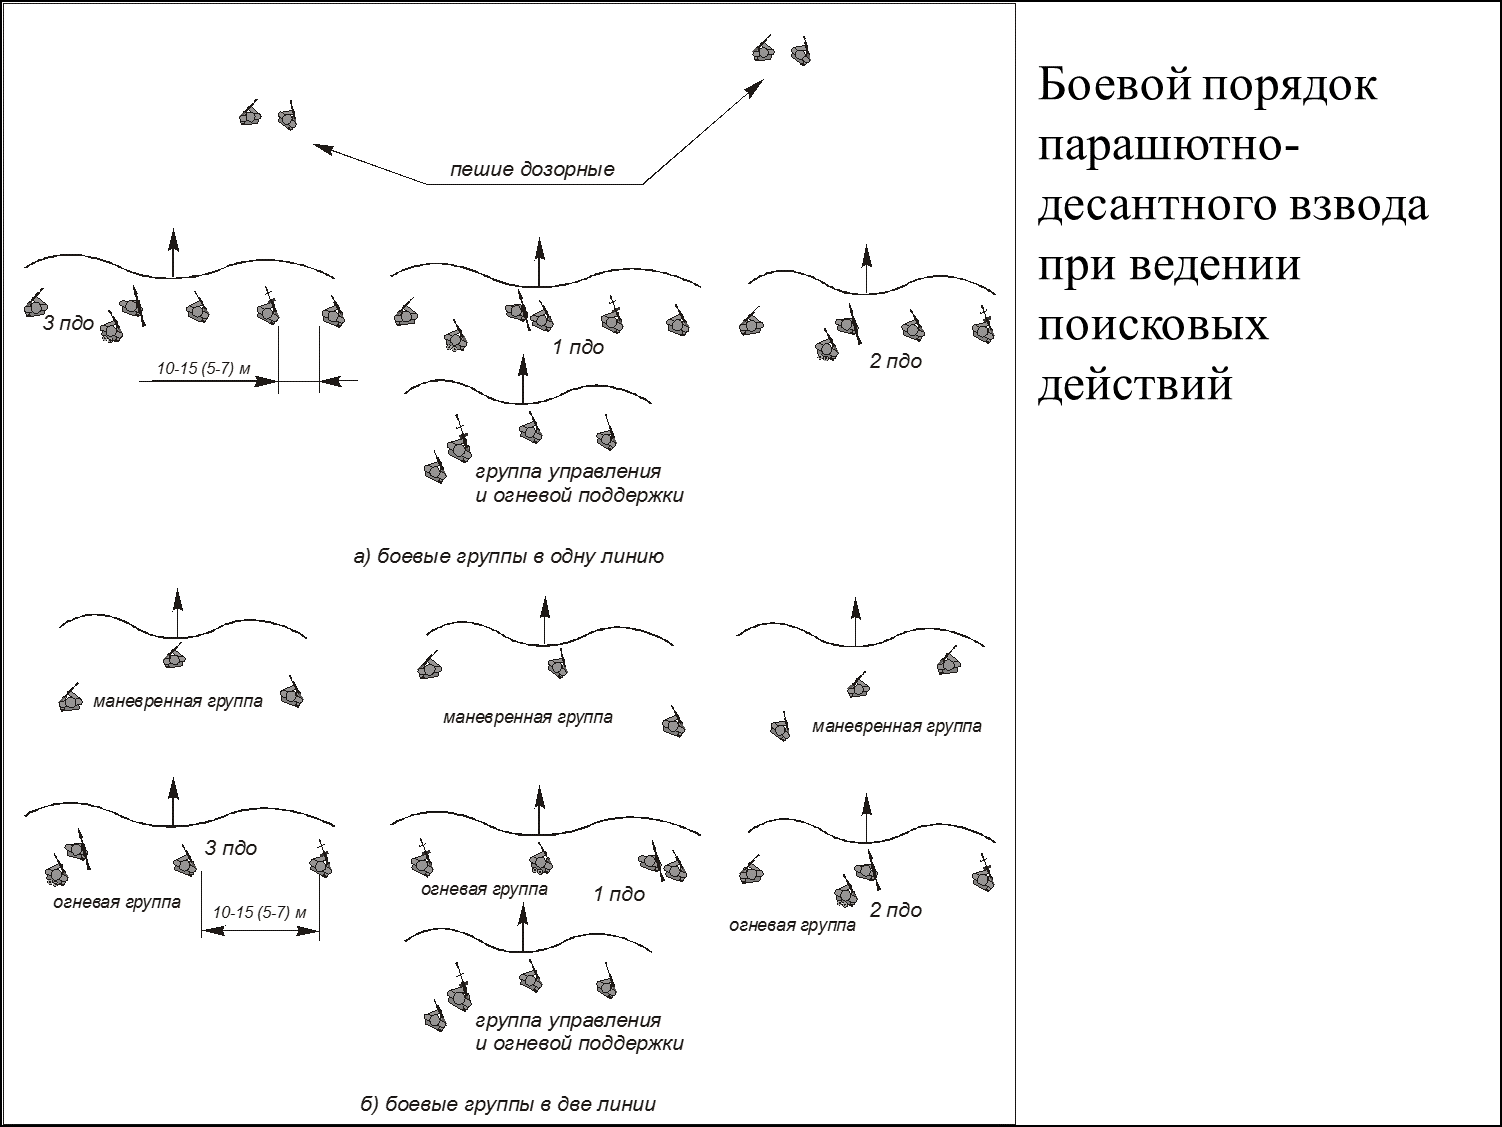 Боевой порядок
парашютно-
десантного взвода
при ведении
поисковых
действий
пешие дозорные
3 пдо
1 пдо
2 пдо
10-15 (5-7) м
группа управления
и огневой поддержки
а) боевые группы в одну линию
маневренная группа
маневренная группа
маневренная группа
3 пдо
огневая группа
10-15 (5-7) м
огневая группа
1 пдо
2 пдо
огневая группа
группа управления
и огневой поддержки
б) боевые группы в две линии